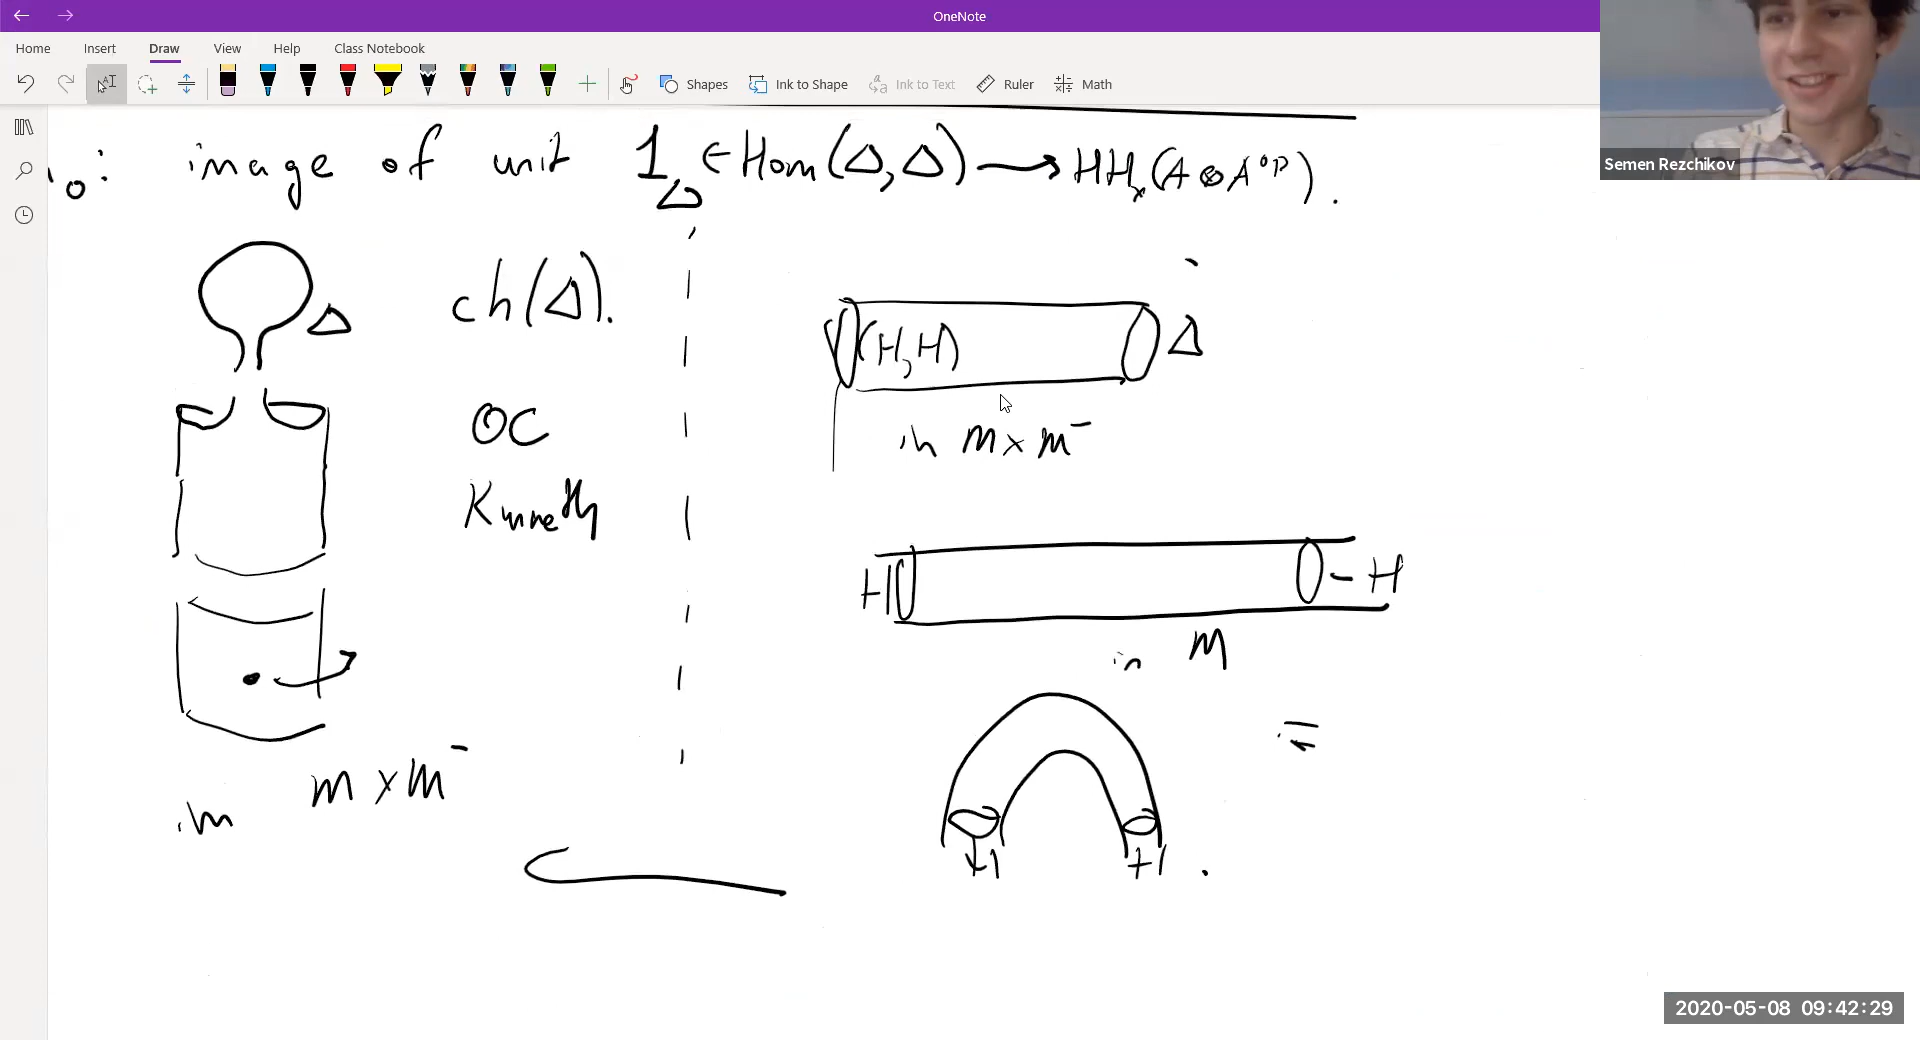 OneNote
Home Insert Draw View Help Class Notebook
Shapes Ink to Shape Ink to Text Ruler Math
Semen Rezchikov
o: image of unit 1_Δ ∈ Hom(Δ, Δ) → HH_*(A ⊗ A^op).
Δ ch(Δ).
OC
Kunneth
in M × M^-
(H, H) Δ
in M × M^-
H - H
in M
+1 +1 .
=
2020-05-08 09:42:29